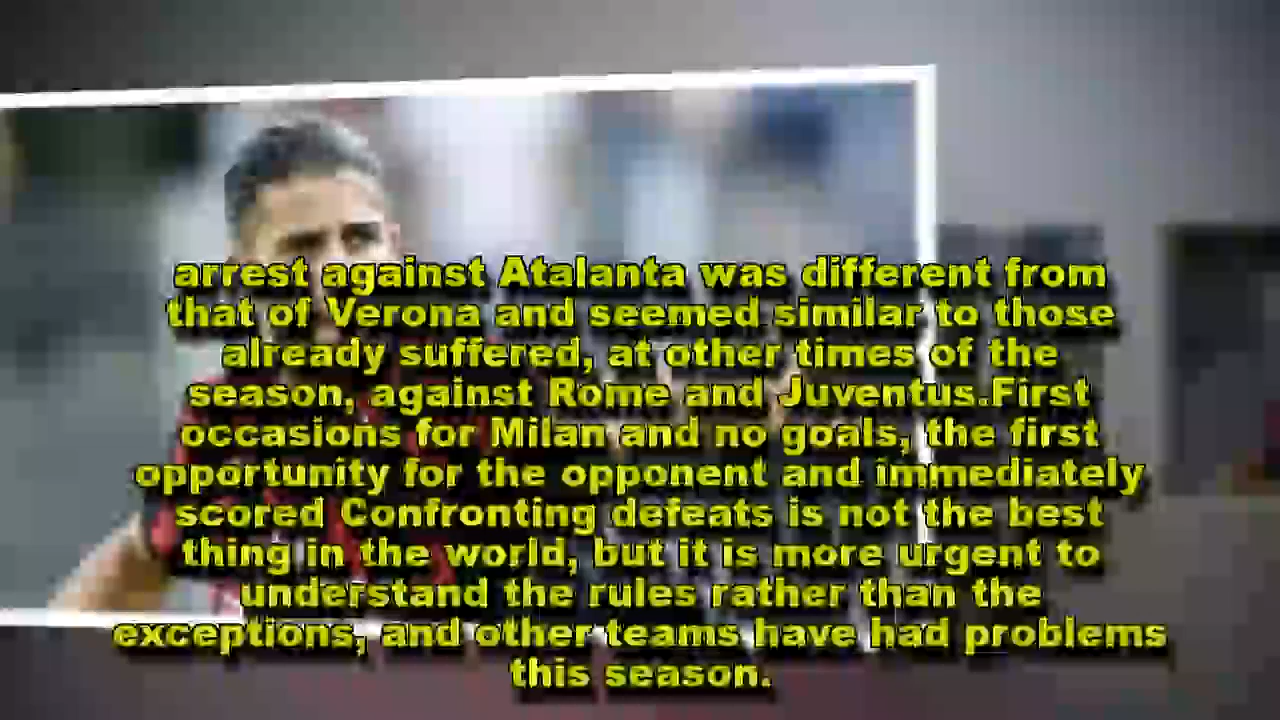 arrest against Atalanta was different from
that of Verona and seemed similar to those
already suffered, at other times of the
season, against Rome and Juventus.First
occasions for Milan and no goals, the first
opportunity for the opponent and immediately
scored Confronting defeats is not the best
thing in the world, but it is more urgent to
understand the rules rather than the
exceptions, and other teams have had problems
this season.